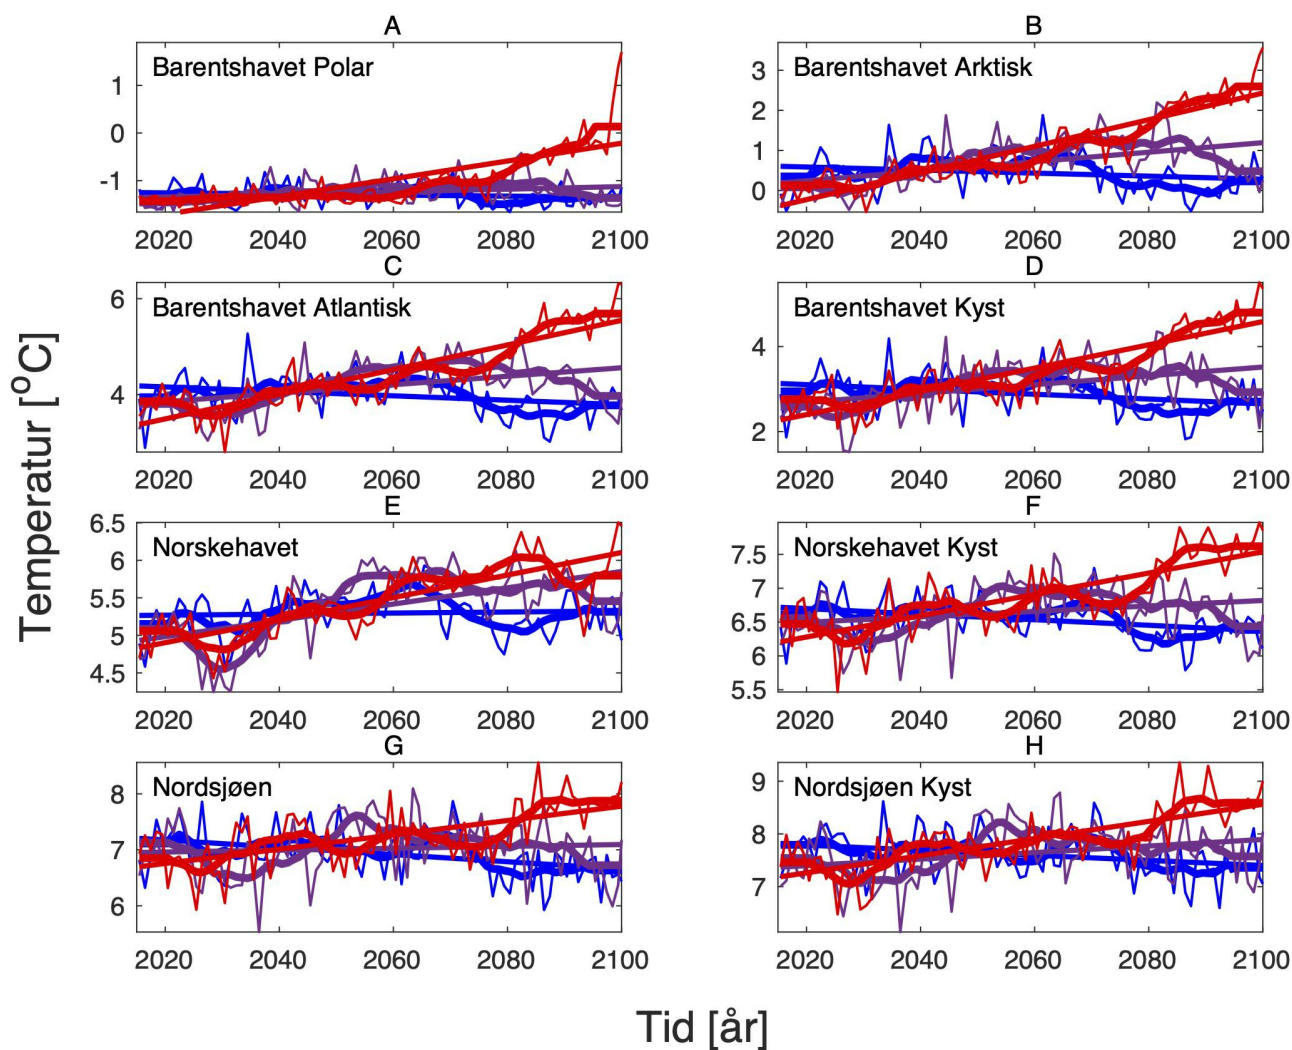 A
Barentshavet Polar
1
0
-1
2020 2040 2060 2080 2100
B
Barentshavet Arktisk
3
2
1
0
2020 2040 2060 2080 2100
C
Barentshavet Atlantisk
6
4
2020 2040 2060 2080 2100
D
Barentshavet Kyst
4
2
2020 2040 2060 2080 2100
E
Norskehavet
6.5
6
5.5
5
4.5
2020 2040 2060 2080 2100
F
Norskehavet Kyst
7.5
7
6.5
6
5.5
2020 2040 2060 2080 2100
G
Nordsjøen
8
7
6
2020 2040 2060 2080 2100
H
Nordsjøen Kyst
9
8
7
2020 2040 2060 2080 2100
Temperatur [°C]
Tid [år]